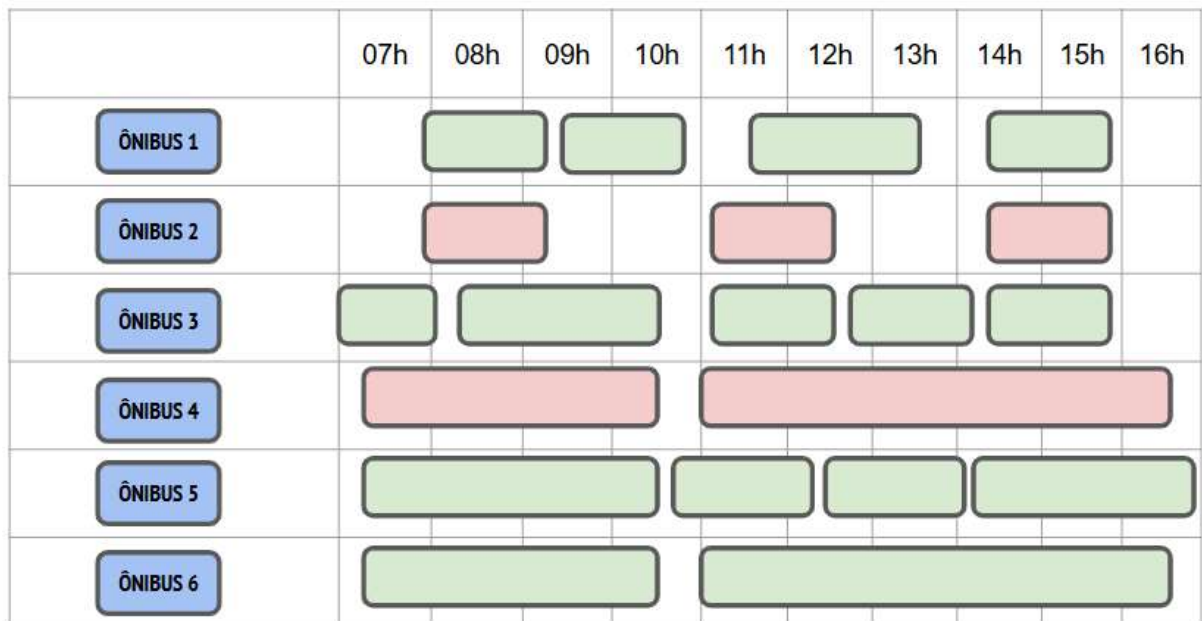 07h 08h 09h 10h 11h 12h 13h 14h 15h 16h
ÔNIBUS 1
ÔNIBUS 2
ÔNIBUS 3
ÔNIBUS 4
ÔNIBUS 5
ÔNIBUS 6